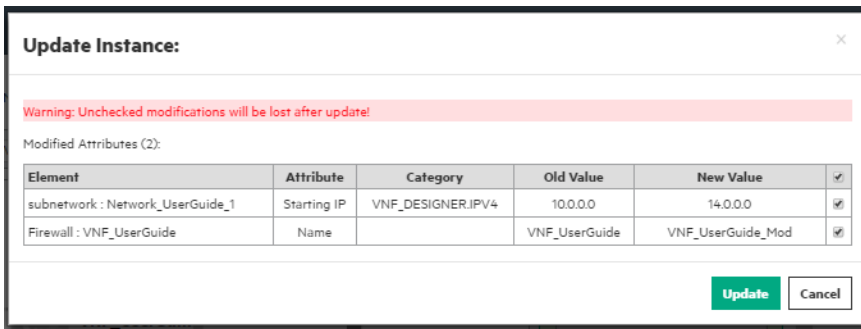 Update Instance:
×
Warning: Unchecked modifications will be lost after update!
Modified Attributes (2):
Element Attribute Category Old Value New Value
subnetwork : Network_UserGuide_1 Starting IP VNF_DESIGNER.IPV4 10.0.0.0 14.0.0.0
Firewall : VNF_UserGuide Name VNF_UserGuide VNF_UserGuide_Mod
Update Cancel